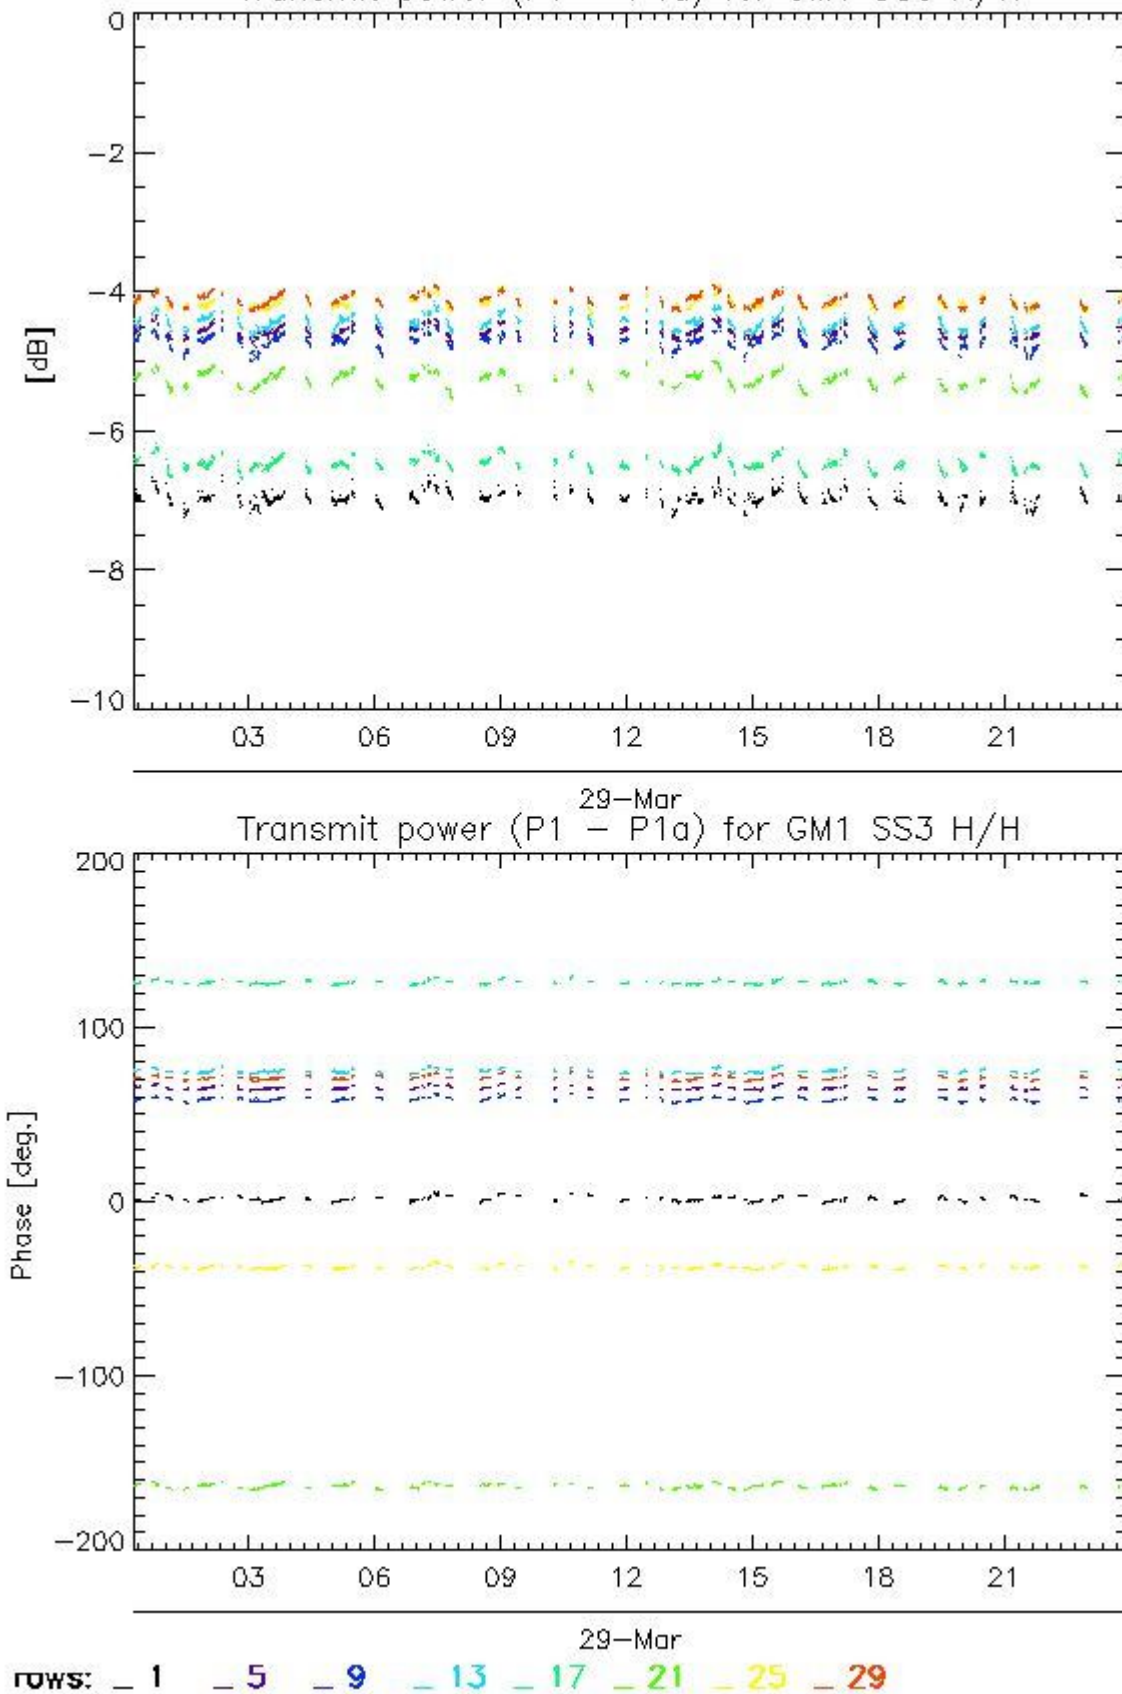 0
-2
-4
[dB]
-6
-8
-10
03 06 09 12 15 18 21
29-Mar
Transmit power (P1 - P1a) for GM1 SS3 H/H
200
100
Phase [deg.]
0
-100
-200
03 06 09 12 15 18 21
29-Mar
rows: _ 1 _ 5 _ 9 _ 13 _ 17 _ 21 _ 25 _ 29